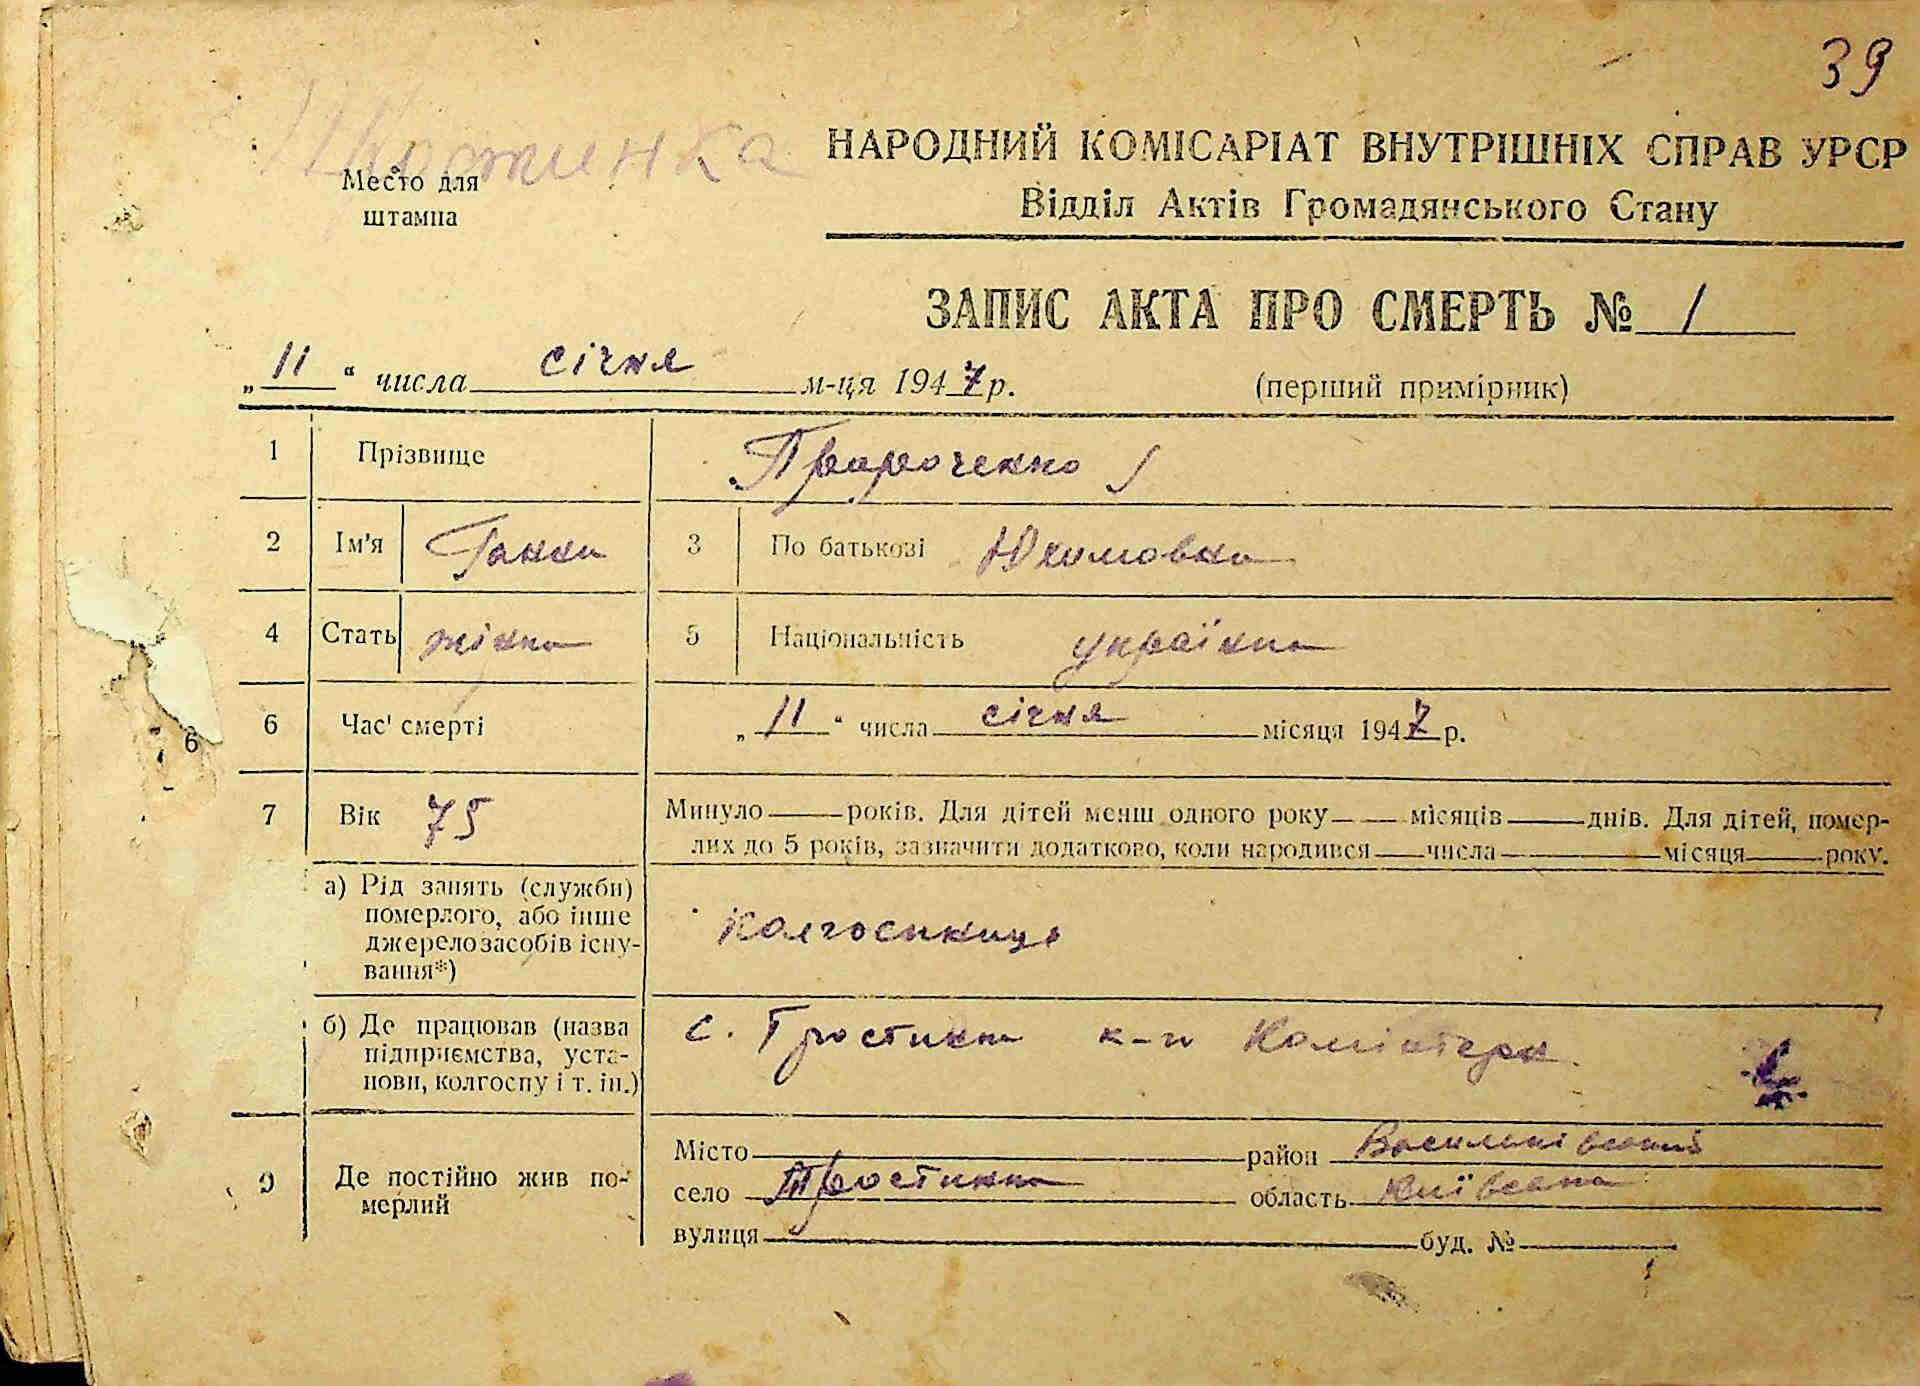 39
Тростинка
Место для
штампа
НАРОДНИЙ КОМІСАРІАТ ВНУТРІШНІХ СПРАВ УРСР
Відділ Актів Громадянського Стану
ЗАПИС АКТА ПРО СМЕРТЬ № 1
„11“ числа січня м-ця 1947 р. (перший примірник)
1 Прізвище
2 Ім'я Ганна 3 По батькові Юхимовна
4 Стать жінка 5 Національність українка
6 Час смерті „11“ числа січня місяця 1947 р.
6
7 Вік 75 Минуло років. Для дітей менш одного року місяців днів. Для дітей, помер-
лих до 5 років, зазначити додатково, коли народився числа місяця року.
а) Рід занять (служби)
померлого, або інше
джерело засобів існу-
вання*)
колгоспниця
б) Де працював (назва
підприємства, уста-
нови, колгоспу і т. ін.)
с. Тростинка к-п Комінтерн.
9 Де постійно жив по-
мерлий
Місто район Васильківський
село Тростинка область Київська
вулиця буд. №